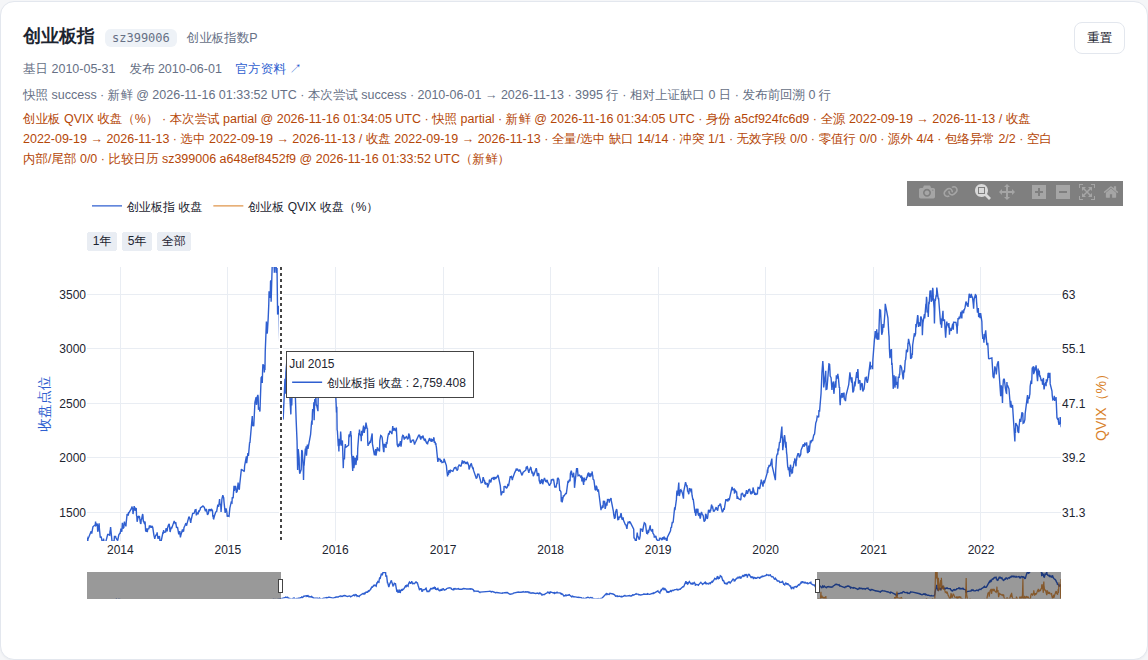 创业板指 sz399006 创业板指数P
重置
基日 2010-05-31 发布 2010-06-01 官方资料 ↗
快照 success · 新鲜 @ 2026-11-16 01:33:52 UTC · 本次尝试 success · 2010-06-01 → 2026-11-13 · 3995 行 · 相对上证缺口 0 日 · 发布前回溯 0 行
创业板 QVIX 收盘（%） · 本次尝试 partial @ 2026-11-16 01:34:05 UTC · 快照 partial · 新鲜 @ 2026-11-16 01:34:05 UTC · 身份 a5cf924fc6d9 · 全源 2022-09-19 → 2026-11-13 / 收盘
2022-09-19 → 2026-11-13 · 选中 2022-09-19 → 2026-11-13 / 收盘 2022-09-19 → 2026-11-13 · 全量/选中 缺口 14/14 · 冲突 1/1 · 无效字段 0/0 · 零值行 0/0 · 源外 4/4 · 包络异常 2/2 · 空白
内部/尾部 0/0 · 比较日历 sz399006 a648ef8452f9 @ 2026-11-16 01:33:52 UTC（新鲜）
创业板指 收盘 创业板 QVIX 收盘（%）
1年 5年 全部
3500 63
3000 55.1
Jul 2015
创业板指 收盘 : 2,759.408
收盘点位
QVIX（%）
2500 47.1
2000 39.2
1500 31.3
2014 2015 2016 2017 2018 2019 2020 2021 2022